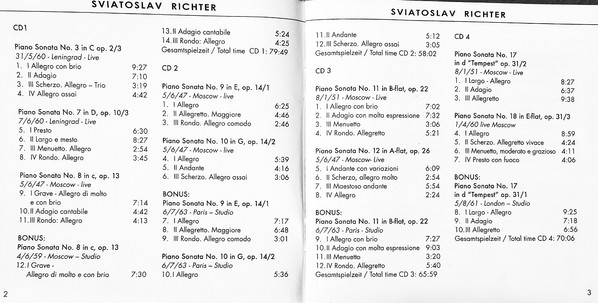 SVIATOSLAV RICHTER
CD1
Piano Sonata No. 3 in C op. 2/3
31/5/60 - Leningrad - Live
1. I Allegro con brio 9:27
2. II Adagio 7:10
3. III Scherzo. Allegro – Trio 3:19
4. IV Allegro assai 4:42
Piano Sonata No. 7 in D, op. 10/3
7/6/60 - Leningrad - Live
5. I Presto 6:30
6. II Largo et mesto 8:27
7. III Menuetto. Allegro 2:54
8. IV Rondo. Allegro 3:45
Piano Sonata No. 8 in c, op. 13
5/6/47 - Moscow - live
9. I Grave - Allegro di molto
e con brio 7:14
10. II Adagio cantabile 4:42
11. III Rondo: Allegro 4:13
BONUS:
Piano Sonata No. 8 in c, op. 13
4/6/59 - Moscow – Studio
12. I Grave -
Allegro di molto e con brio 7:30
2
13. II Adagio cantabile 5:24
14. III Rondo: Allegro 4:25
Gesamtspielzeit / Total time CD 1: 79:49
CD 2
Piano Sonata No. 9 in E, op. 14/1
5/6/47 - Moscow - live
1. I Allegro 6:25
2. II Allegretto. Maggiore 4:46
3. III Rondo. Allegro comodo 2:46
Piano Sonata No. 10 in G, op. 14/2
5/6/47 - Moscow - live
4. I Allegro 5:39
5. II Andante 4:16
6. III Scherzo. Allegro assai 3:06
BONUS:
Piano Sonata No. 9 in E, op. 14/1
6/7/63 - Paris – Studio
7. I Allegro 7:17
8. II Allegretto. Maggiore 6:48
9. III Rondo. Allegro comodo 3:01
Piano Sonata No. 10 in G, op. 14/2
6/7/63 - Paris – Studio
10. I Allegro 5:36
SVIATOSLAV RICHTER
11. II Andante 5:12
12. III Scherzo. Allegro assai 3:05
Gesamtspielzeit / Total time CD 2: 58:02
CD 3
Piano Sonata No. 11 in B-flat, op. 22
8/1/51 - Moscow - Live
1. I Allegro con brio 7:02
2. II Adagio con molta espressione 7:32
3. III Menuetto 3:06
4. IV Rondo. Allegro 5:21
Piano Sonata No. 12 in A-flat, op. 26
5/6/47 - Moscow - Live
5. I Andante con variazioni 6:09
6. II Scherzo, allegro molto 2:54
7. III Maestoso andante 5:54
8. IV Allegro 2:24
BONUS:
Piano Sonata No. 11 in B-flat, op. 22
6/7/63 - Paris – Studio
9. I Allegro con brio 7:27
10. II Adagio con molta espressione 9:03
11. III Menuetto 3:20
12. IV Rondo. Allegretto 5:40
Gesamtspielzeit / Total time CD 3: 65:59
CD 4
Piano Sonata No. 17
in d "Tempest" op. 31/2
8/1/51 - Moscow - Live
1. I Largo - Allegro 8:27
2. II Adagio 6:37
3. III Allegretto 9:38
Piano Sonata No. 18 in E-flat, op. 31/3
1/4/60 live Moscow
4. I Allegro 8:59
5. II Scherzo. Allegretto vivace 4:24
6. III Menuetto, moderato e grazioso 4:11
7. IV Presto con fuoco 4:06
BONUS:
Piano Sonata No. 17
in d "Tempest" op. 31/1
5/8/61 - London – Studio
8. I Largo - Allegro 9:25
9. II Adagio 7:18
10. III Allegretto 6:56
Gesamtspielzeit / Total time CD 4: 70:06
3